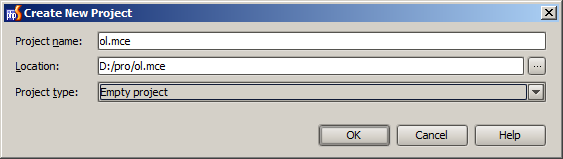 Create New Project
Project name: ol.mce
Location: D:/pro/ol.mce ...
Project type: Empty project
OK Cancel Help